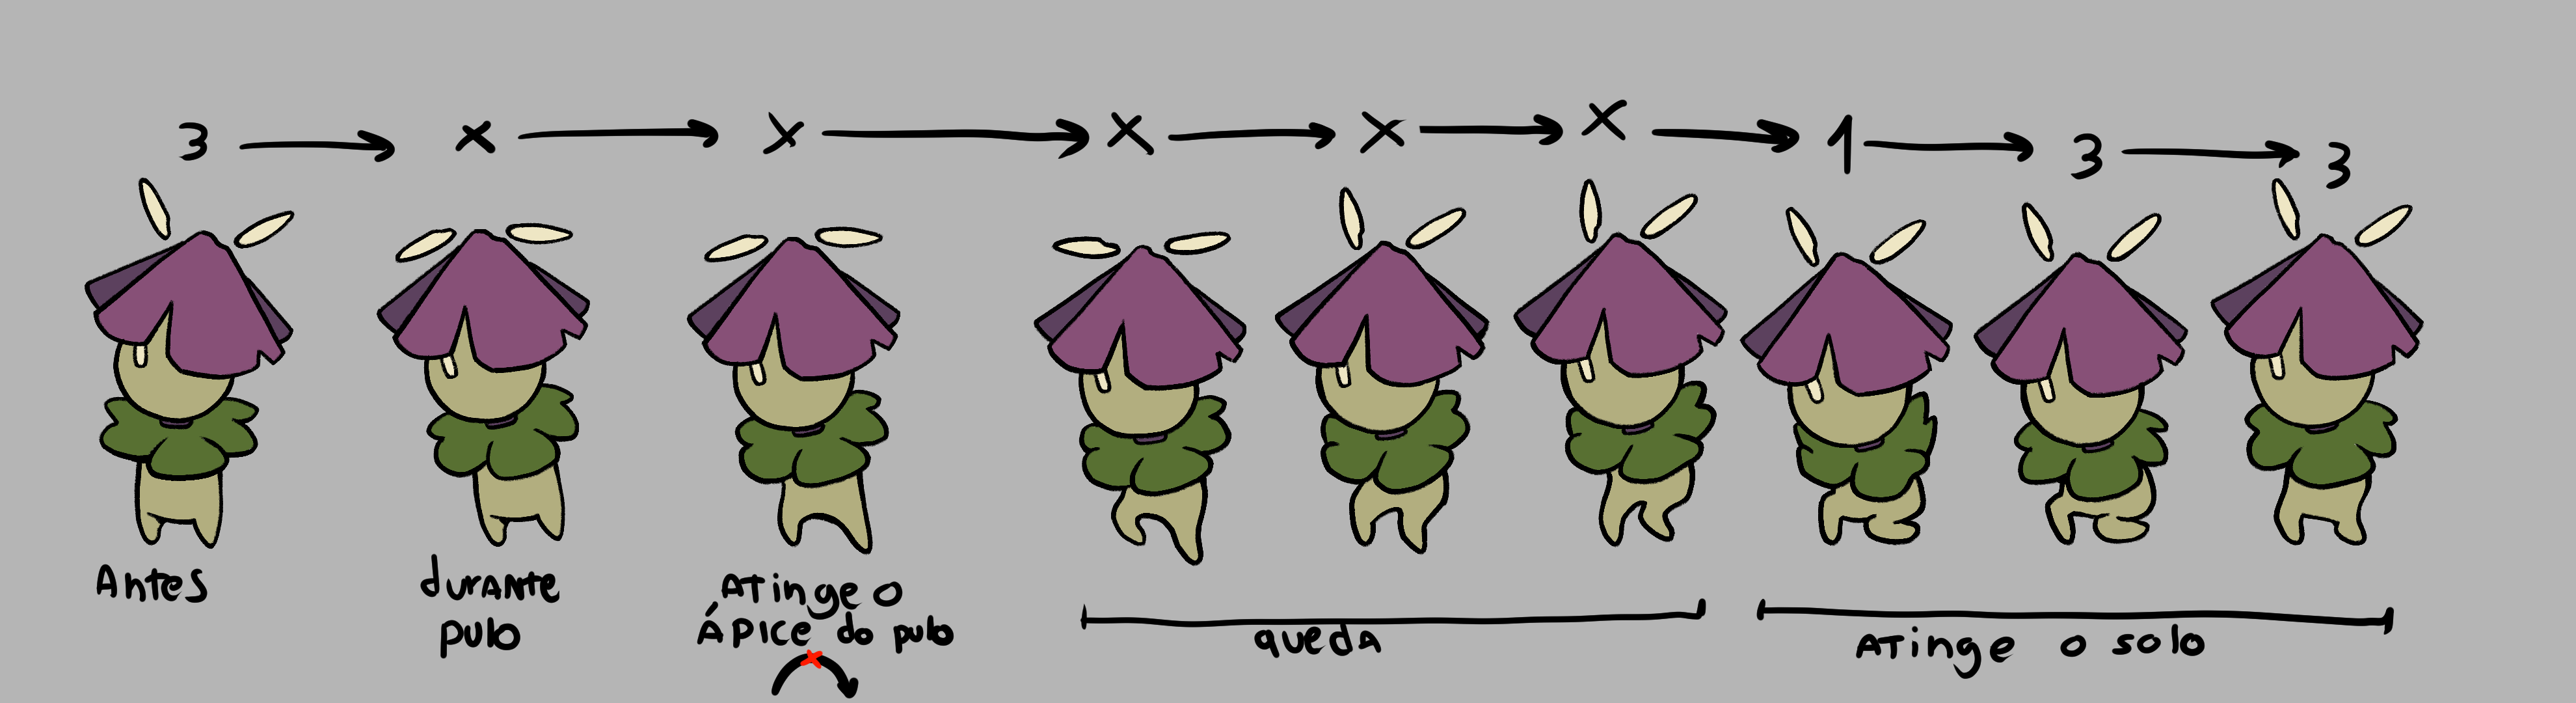 3 → x → x → x → x → x → 1 → 3 → 3
Antes
durante
pulo
Atinge o
Ápice do pulo
queda
Atinge o solo